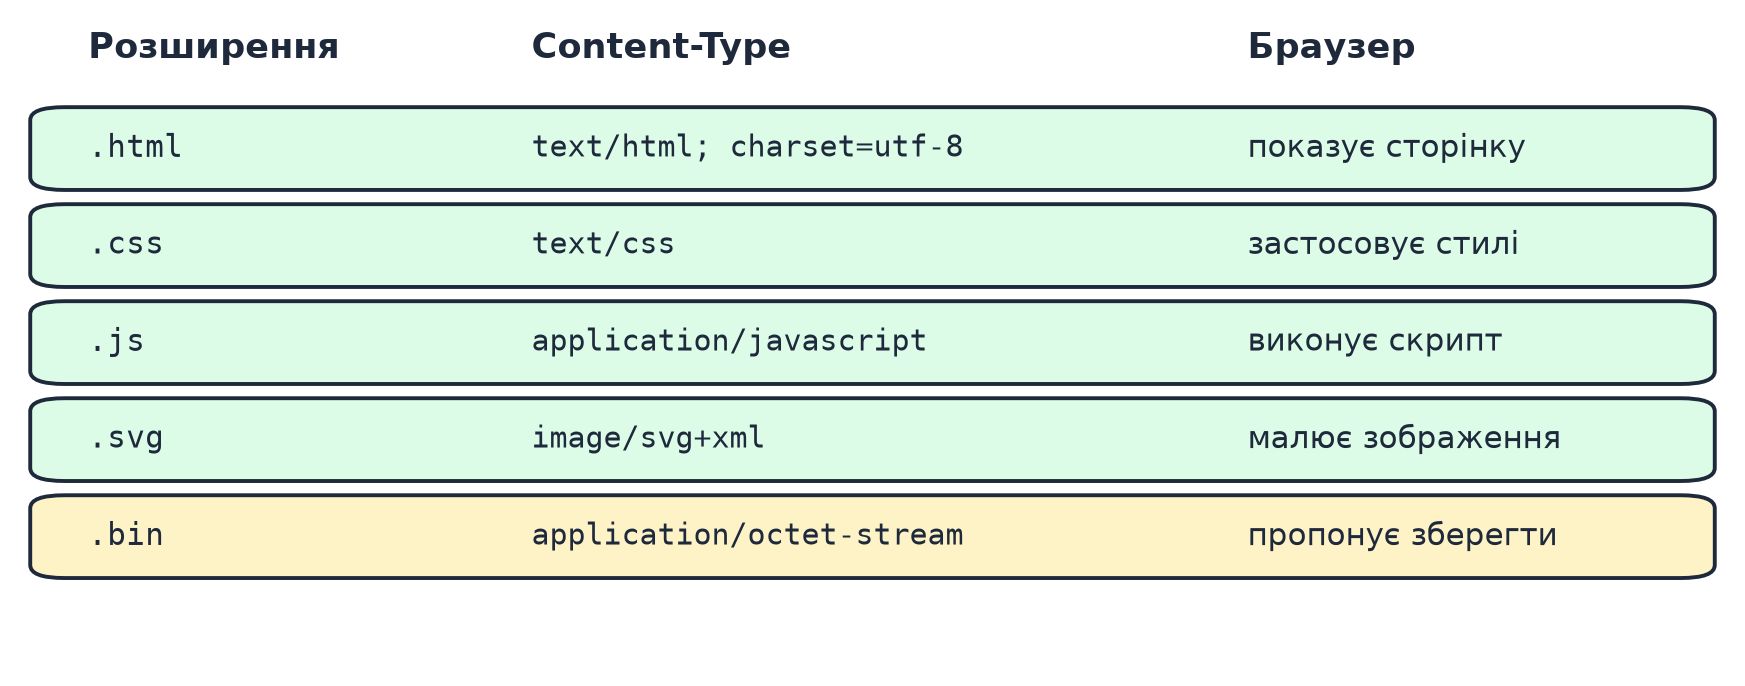 Розширення Content-Type Браузер
.html text/html; charset=utf-8 показує сторінку
.css text/css застосовує стилі
.js application/javascript виконує скрипт
.svg image/svg+xml малює зображення
.bin application/octet-stream пропонує зберегти